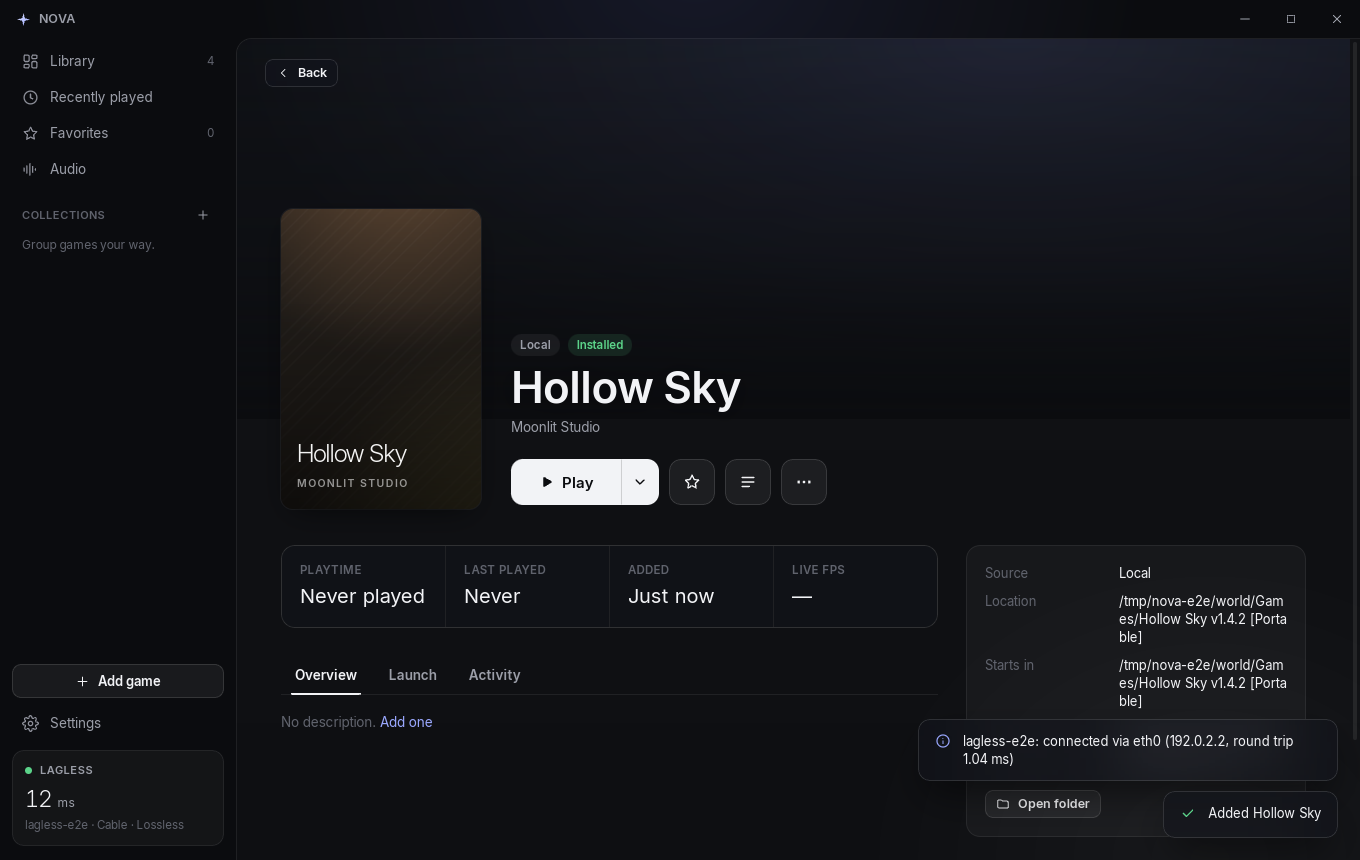 NOVA
Library 4
Recently played
Favorites 0
Audio
COLLECTIONS
Group games your way.
Add game
Settings
LAGLESS
12 ms
lagless-e2e · Cable · Lossless
Back
Hollow Sky
MOONLIT STUDIO
Local Installed
Hollow Sky
Moonlit Studio
Play
PLAYTIME
Never played
LAST PLAYED
Never
ADDED
Just now
LIVE FPS
—
Overview Launch Activity
No description. Add one
Source Local
Location /tmp/nova-e2e/world/Gam
es/Hollow Sky v1.4.2 [Porta
ble]
Starts in /tmp/nova-e2e/world/Gam
es/Hollow Sky v1.4.2 [Porta
ble]
lagless-e2e: connected via eth0 (192.0.2.2, round trip
1.04 ms)
Open folder
Added Hollow Sky